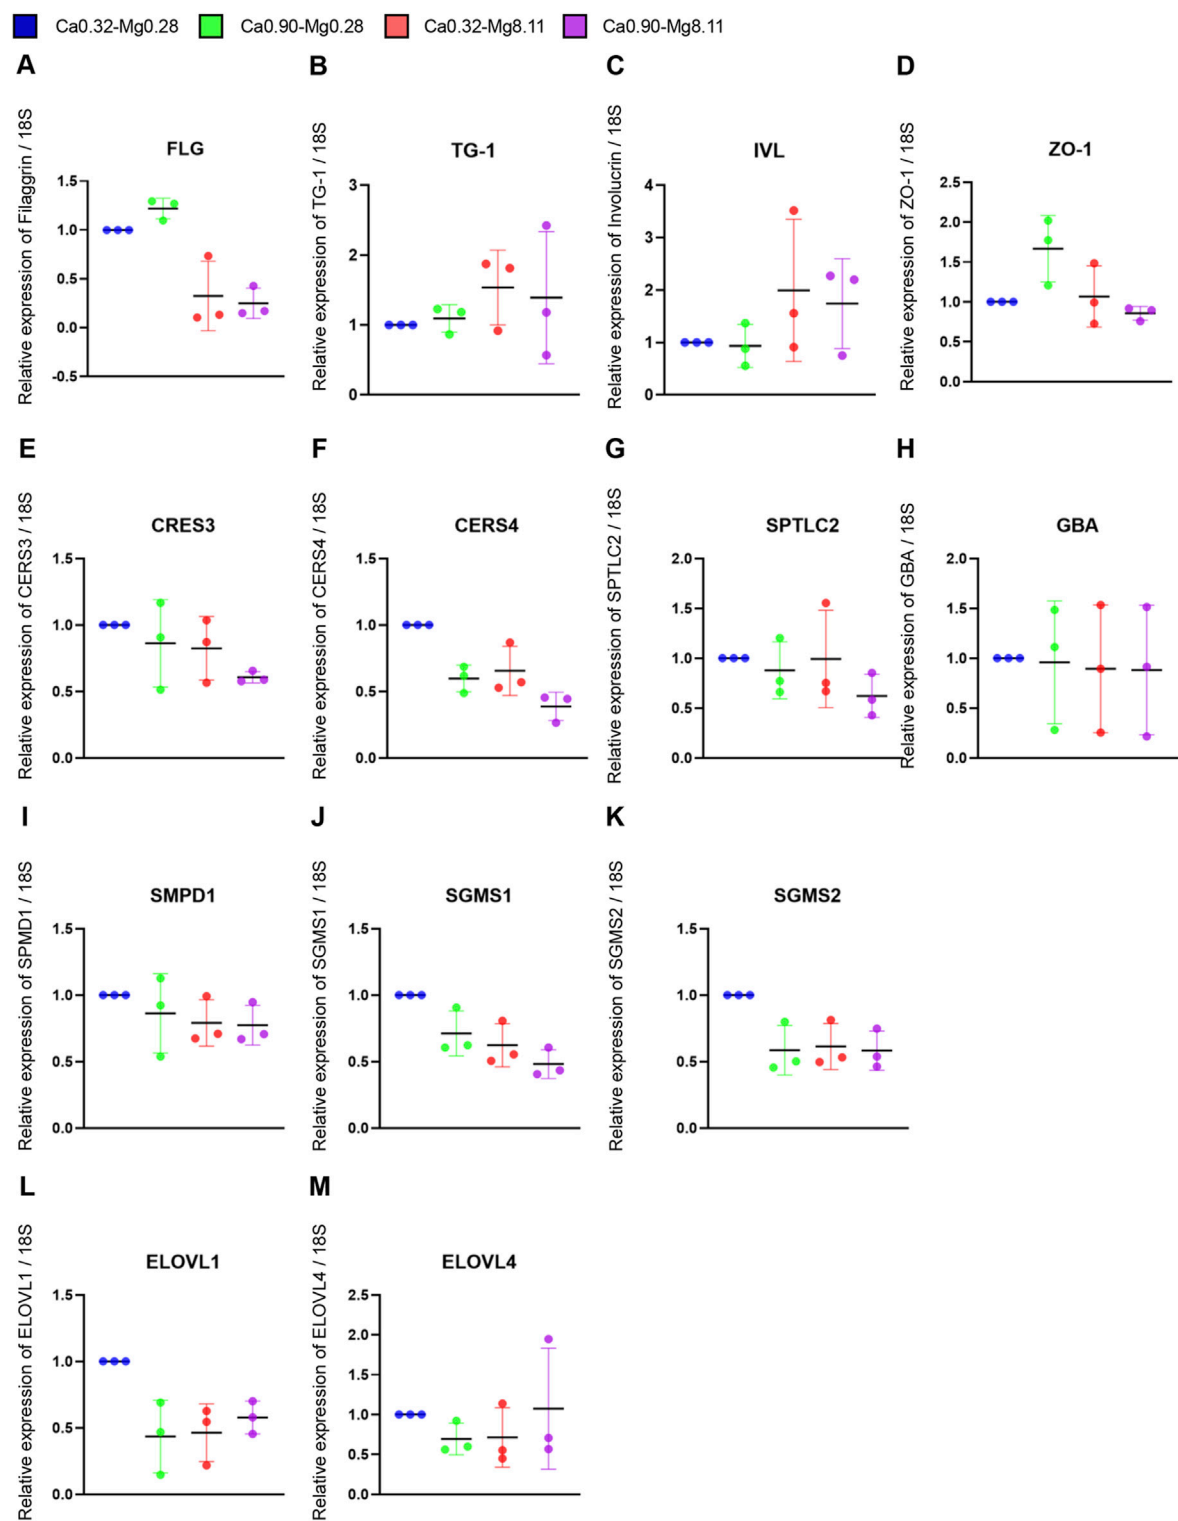 Ca0.32-Mg0.28 Ca0.90-Mg0.28 Ca0.32-Mg8.11 Ca0.90-Mg8.11
A
Relative expression of Filaggrin / 18S
FLG
1.5
1.0
0.5
0.0
-0.5
B
Relative expression of TG-1 / 18S
TG-1
3
2
1
0
C
Relative expression of Involucrin / 18S
IVL
4
3
2
1
0
D
Relative expression of ZO-1 / 18S
ZO-1
2.5
2.0
1.5
1.0
0.5
0.0
E
Relative expression of CERS3 / 18S
CRES3
1.5
1.0
0.5
0.0
F
Relative expression of CERS4 / 18S
CERS4
1.5
1.0
0.5
0.0
G
Relative expression of SPTLC2 / 18S
SPTLC2
2.0
1.5
1.0
0.5
0.0
H
Relative expression of GBA / 18S
GBA
2.0
1.5
1.0
0.5
0.0
I
Relative expression of SPMD1 / 18S
SMPD1
1.5
1.0
0.5
0.0
J
Relative expression of SGMS1 / 18S
SGMS1
1.5
1.0
0.5
0.0
K
Relative expression of SGMS2 / 18S
SGMS2
1.5
1.0
0.5
0.0
L
Relative expression of ELOVL1 / 18S
ELOVL1
1.5
1.0
0.5
0.0
M
Relative expression of ELOVL4 / 18S
ELOVL4
2.5
2.0
1.5
1.0
0.5
0.0